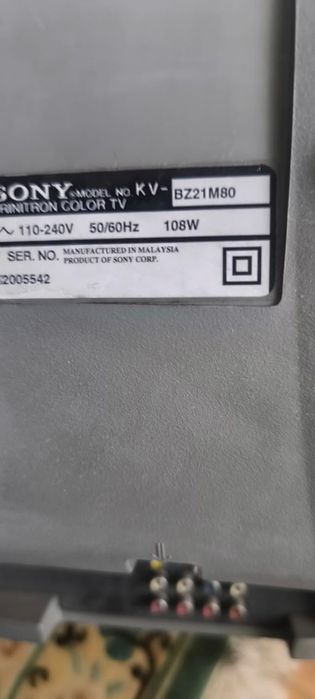 SONY ®MODEL NO. KV-BZ21M80
TRINITRON COLOR TV
~ 110-240V 50/60Hz 108W
SER. NO. MANUFACTURED IN MALAYSIA
PRODUCT OF SONY CORP.
2005542